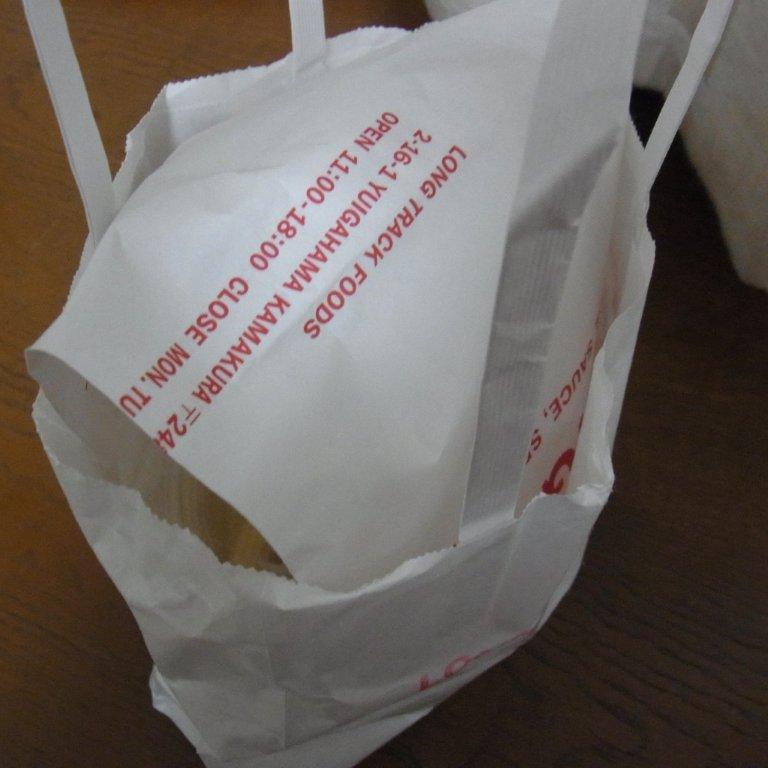 LONG TRACK FOODS
2-16-1 YUIGAHAMA KAMAKURA 〒24
OPEN 11:00-18:00 CLOSE MON. TU
SAUCE,
G